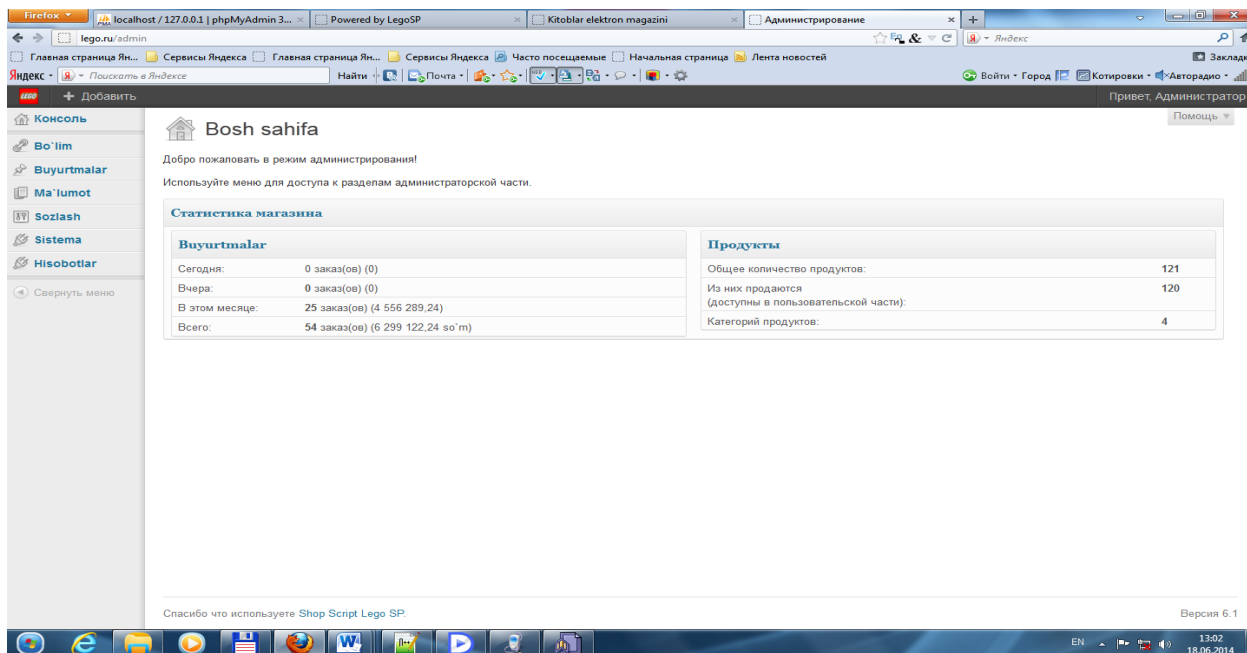 Firefox
localhost / 127.0.0.1 | phpMyAdmin 3... ×
Powered by LegoSP ×
Kitoblar elektron magazini ×
Администрирование ×
lego.ru/admin
Яндекс
Главная страница Ян... Сервисы Яндекса Главная страница Ян... Сервисы Яндекса Часто посещаемые Начальная страница Лента новостей Заклад
Яндекс Поискать в Яндексе Найти Почта Войти Город Котировки Авторадио
LEGO + Добавить Привет, Администратор
Помощь
Консоль
Bo`lim
Buyurtmalar
Ma`lumot
Sozlash
Sistema
Hisobotlar
Свернуть меню
Bosh sahifa
Добро пожаловать в режим администрирования!
Используйте меню для доступа к разделам администраторской части.
Статистика магазина
Buyurtmalar
Сегодня: 0 заказ(ов) (0)
Вчера: 0 заказ(ов) (0)
В этом месяце: 25 заказ(ов) (4 556 289,24)
Всего: 54 заказ(ов) (6 299 122,24 so`m)
Продукты
Общее количество продуктов: 121
Из них продаются 120
(доступны в пользовательской части):
Категорий продуктов: 4
Спасибо что используете Shop Script Lego SP. Версия 6.1
EN 13:02
18.06.2014